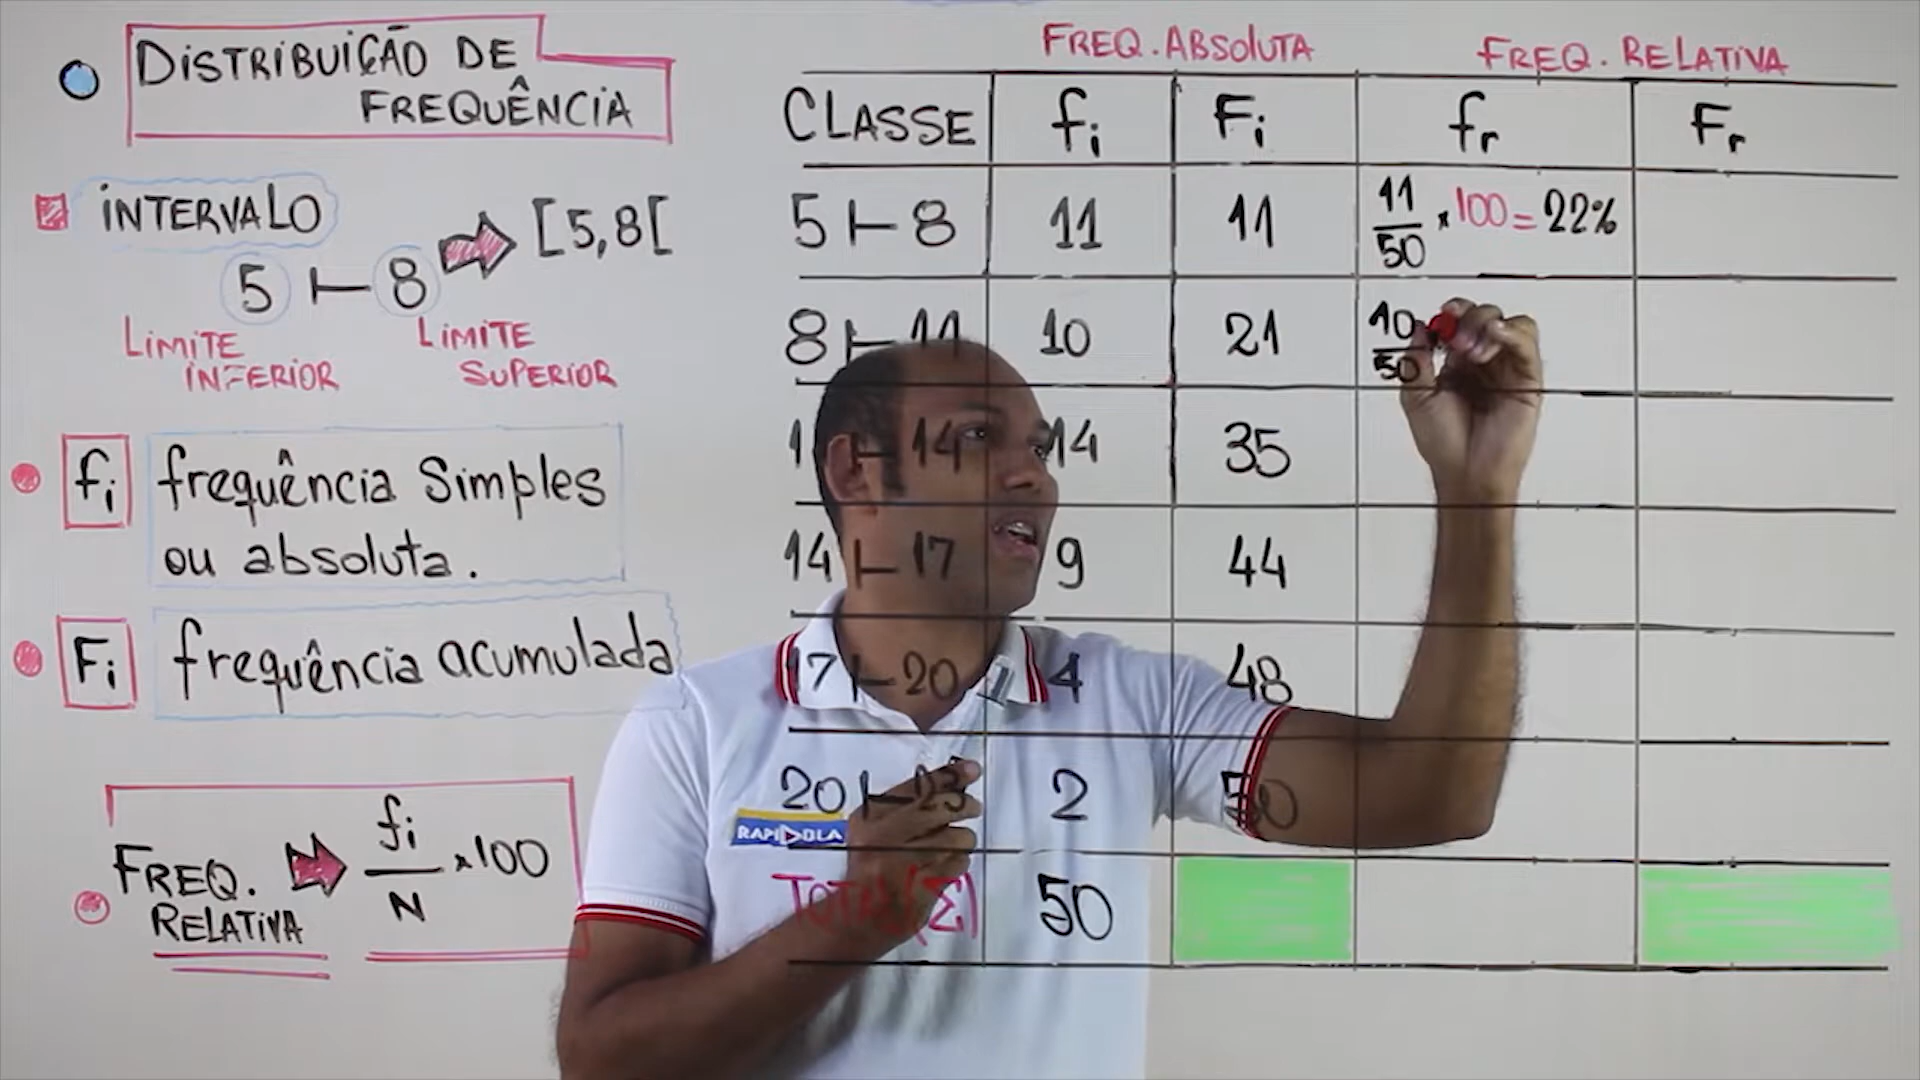 DISTRIBUIÇÃO DE
FREQUÊNCIA
INTERVALO
5 ⊢ 8
[5,8[
LIMITE
INFERIOR
LIMITE
SUPERIOR
fi
frequência Simples
ou absoluta.
Fi
frequência acumulada
FREQ.
RELATIVA
fi
N
×100
FREQ. ABSOLUTA
FREQ. RELATIVA
CLASSE fi Fi fr Fr
5 ⊢ 8 11 11 11/50 × 100 = 22%
8 ⊢ 11 10 21 10/50
⊢ 14 14 35
14 ⊢ 17 9 44
17 ⊢ 20 4 48
20 ⊢ 23 2 50
RAPIDOLA
TOTAL (Σ) 50